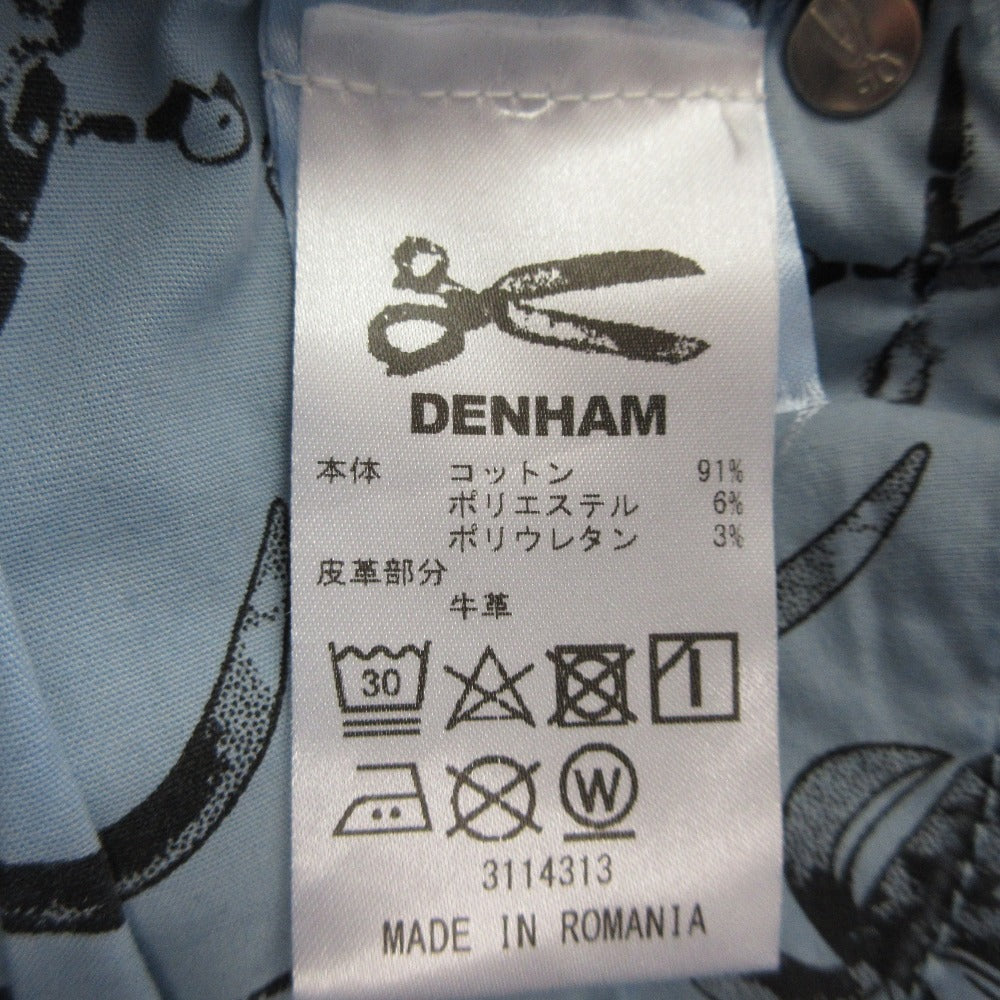 DENHAM
本体 コットン 91%
ポリエステル 6%
ポリウレタン 3%
皮革部分
牛革
30
W
3114313
MADE IN ROMANIA